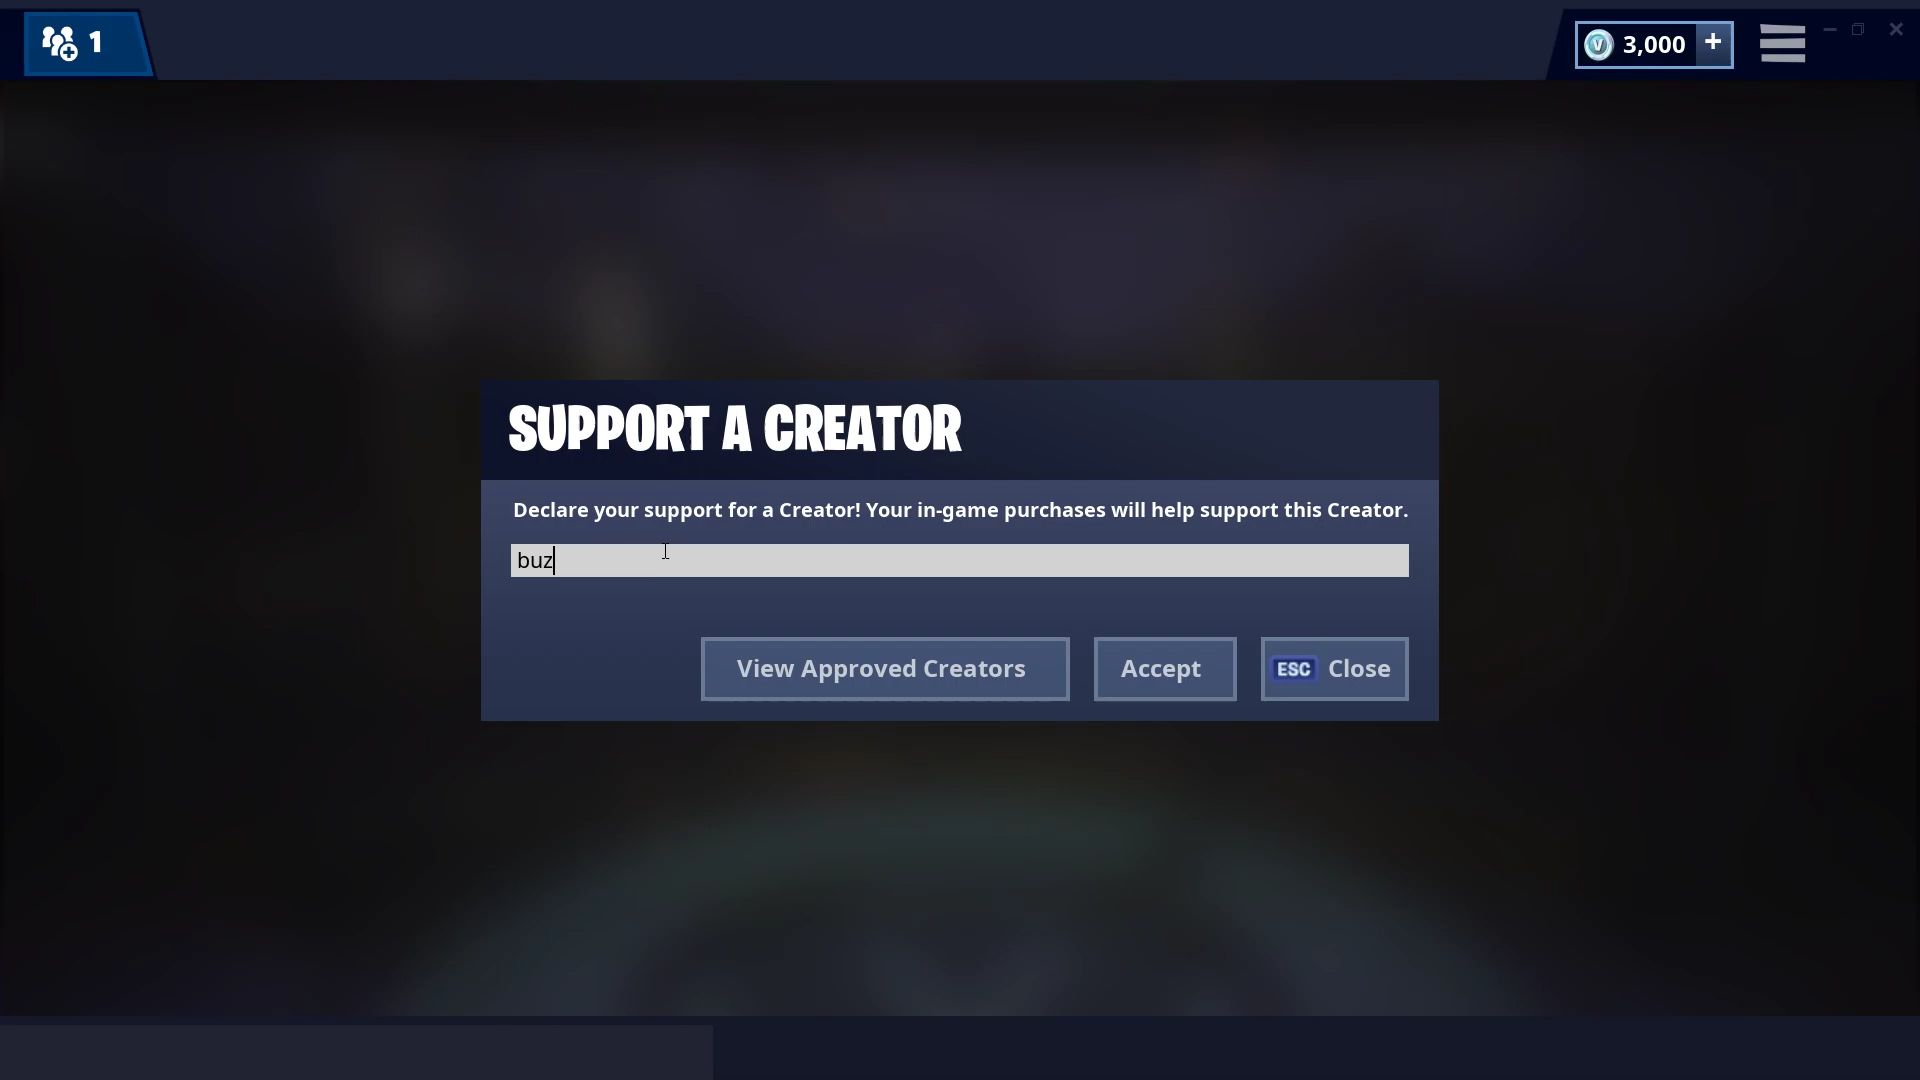 1
V 3,000 +
SUPPORT A CREATOR
Declare your support for a Creator! Your in-game purchases will help support this Creator.
buz
View Approved Creators
Accept
ESC Close